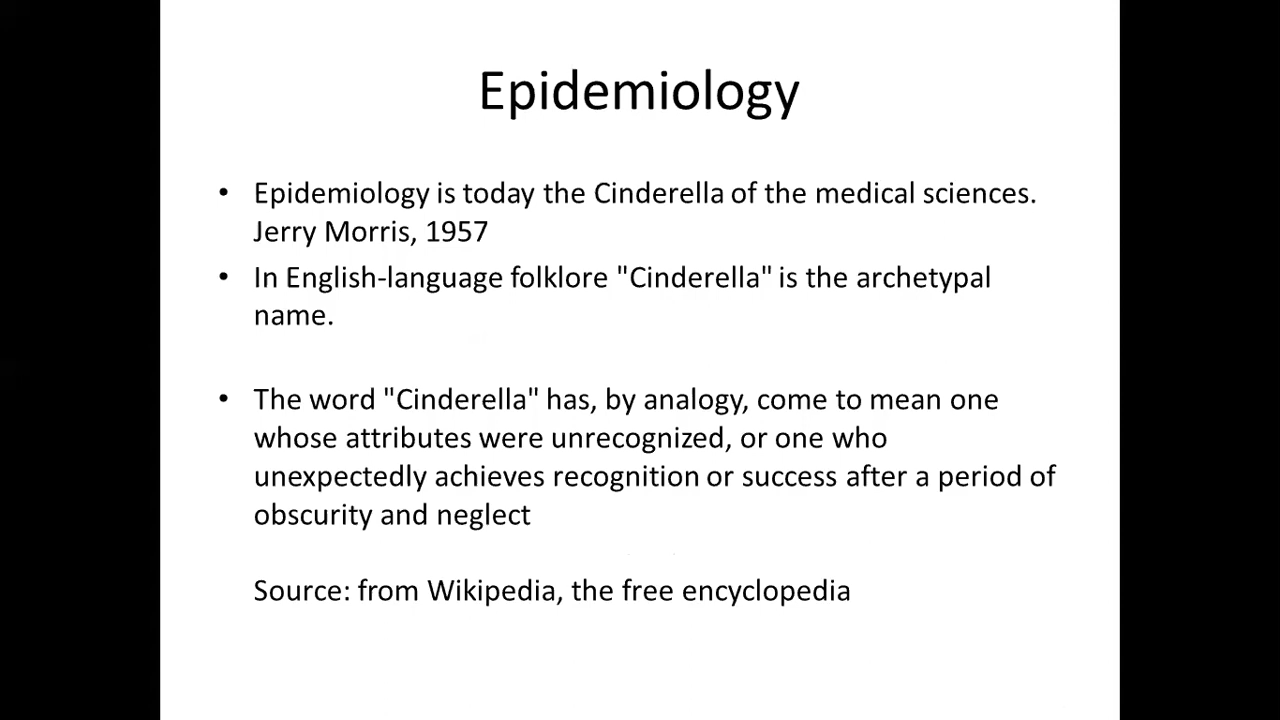 Epidemiology
• Epidemiology is today the Cinderella of the medical sciences.
Jerry Morris, 1957
• In English-language folklore "Cinderella" is the archetypal
name.
• The word "Cinderella" has, by analogy, come to mean one
whose attributes were unrecognized, or one who
unexpectedly achieves recognition or success after a period of
obscurity and neglect
Source: from Wikipedia, the free encyclopedia